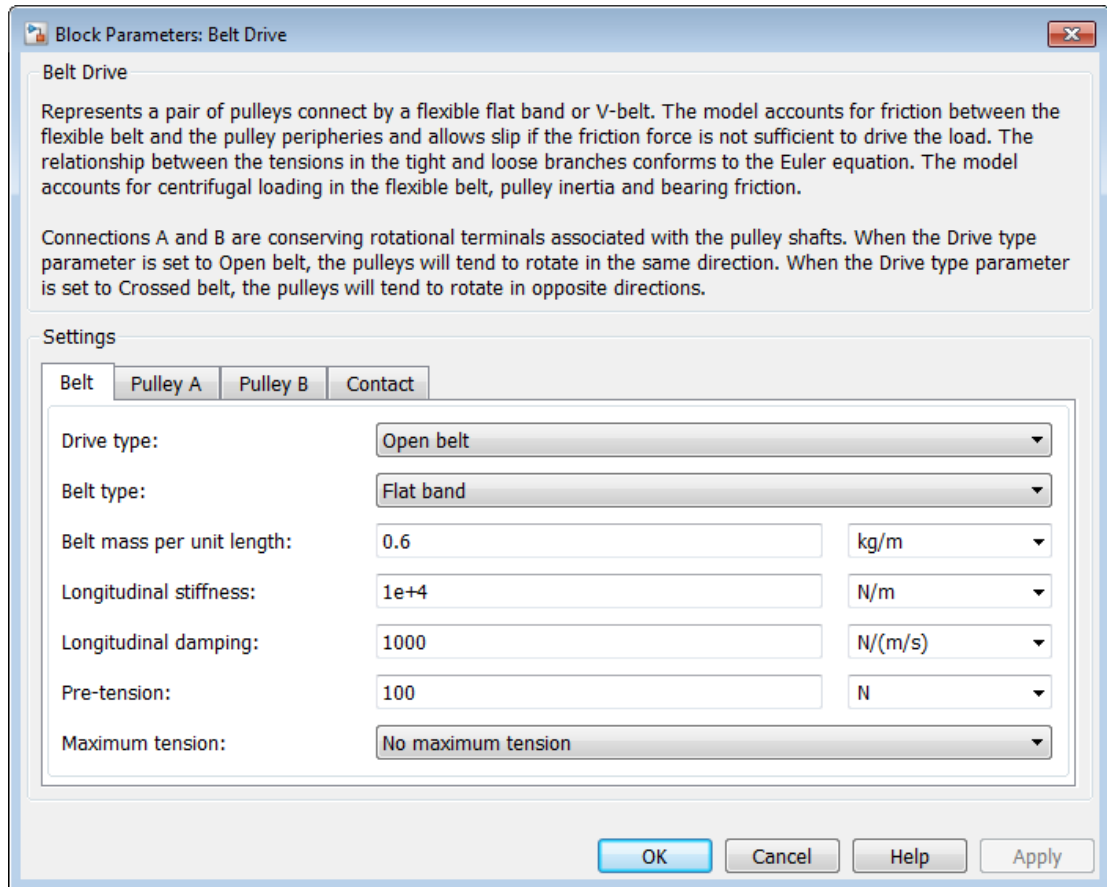 Block Parameters: Belt Drive
Belt Drive
Represents a pair of pulleys connect by a flexible flat band or V-belt. The model accounts for friction between the
flexible belt and the pulley peripheries and allows slip if the friction force is not sufficient to drive the load. The
relationship between the tensions in the tight and loose branches conforms to the Euler equation. The model
accounts for centrifugal loading in the flexible belt, pulley inertia and bearing friction.
Connections A and B are conserving rotational terminals associated with the pulley shafts. When the Drive type
parameter is set to Open belt, the pulleys will tend to rotate in the same direction. When the Drive type parameter
is set to Crossed belt, the pulleys will tend to rotate in opposite directions.
Settings
Belt Pulley A Pulley B Contact
Drive type: Open belt
Belt type: Flat band
Belt mass per unit length: 0.6 kg/m
Longitudinal stiffness: 1e+4 N/m
Longitudinal damping: 1000 N/(m/s)
Pre-tension: 100 N
Maximum tension: No maximum tension
OK Cancel Help Apply